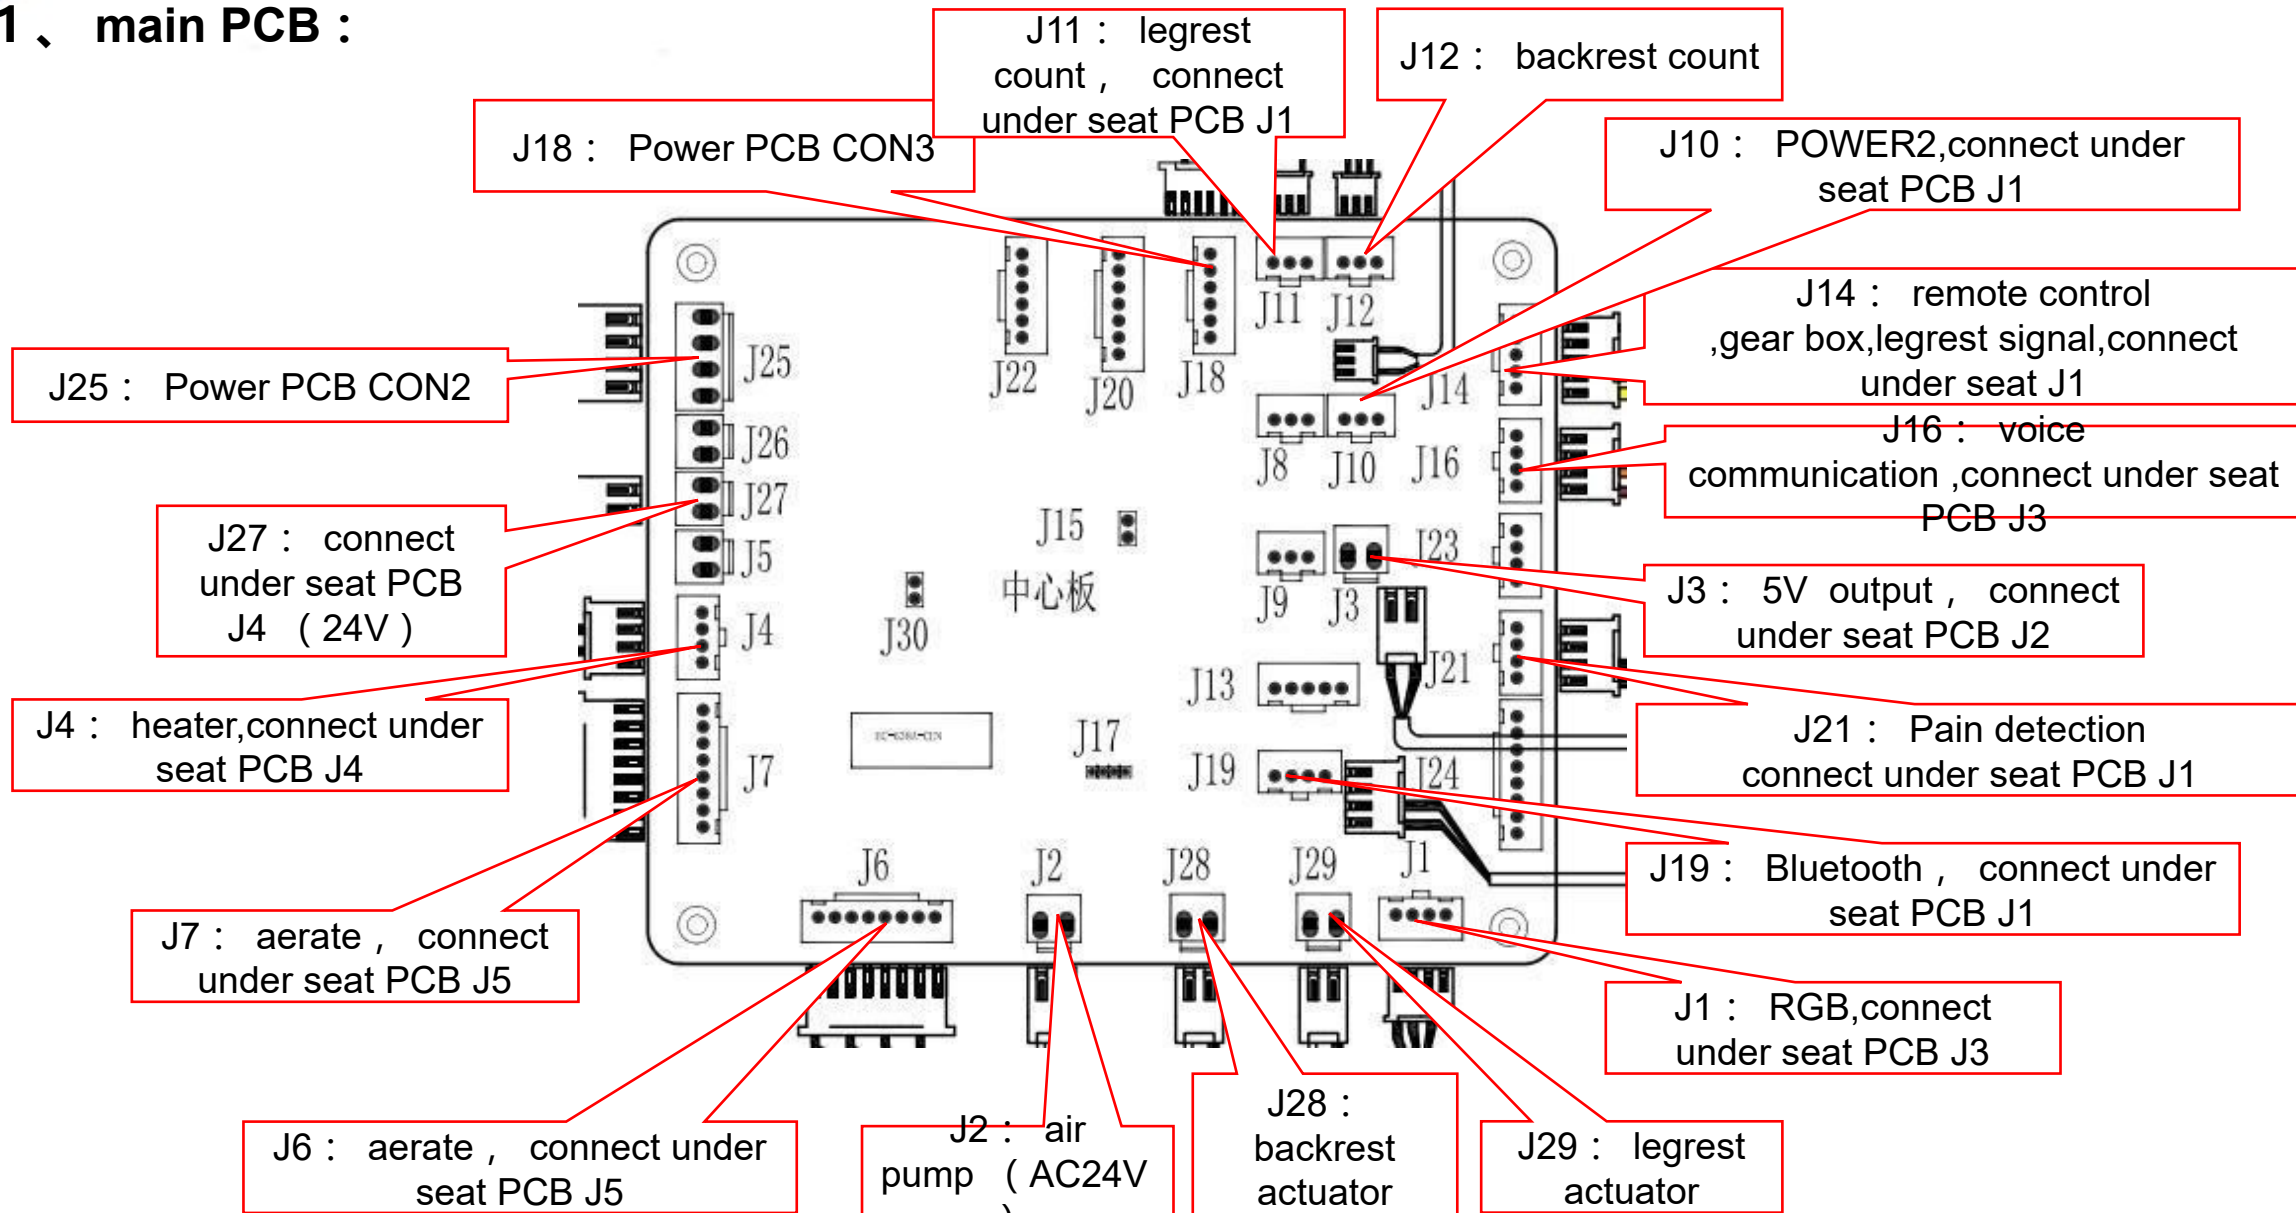 1、 main PCB：
J11： legrest
count， connect
under seat PCB J1
J12： backrest count
J18： Power PCB CON3
J10： POWER2,connect under
seat PCB J1
J14： remote control
,gear box,legrest signal,connect
under seat J1
J25： Power PCB CON2
J16： voice
communication ,connect under seat
PCB J3
J27： connect
under seat PCB
J4 （24V）
J3： 5V output， connect
under seat PCB J2
J4： heater,connect under
seat PCB J4
J21： Pain detection
connect under seat PCB J1
J19： Bluetooth， connect under
seat PCB J1
J7： aerate， connect
under seat PCB J5
J1： RGB,connect
under seat PCB J3
J6： aerate， connect under
seat PCB J5
J2： air
pump （AC24V
）
J28：
backrest
actuator
J29： legrest
actuator
J25
J26
J27
J5
J4
J7
J22
J20
J18
J11
J12
J14
J8
J10
J16
J15
J9
J3
J23
中心板
J30
J13
J21
J17
J19
J24
J6
J2
J28
J29
J1